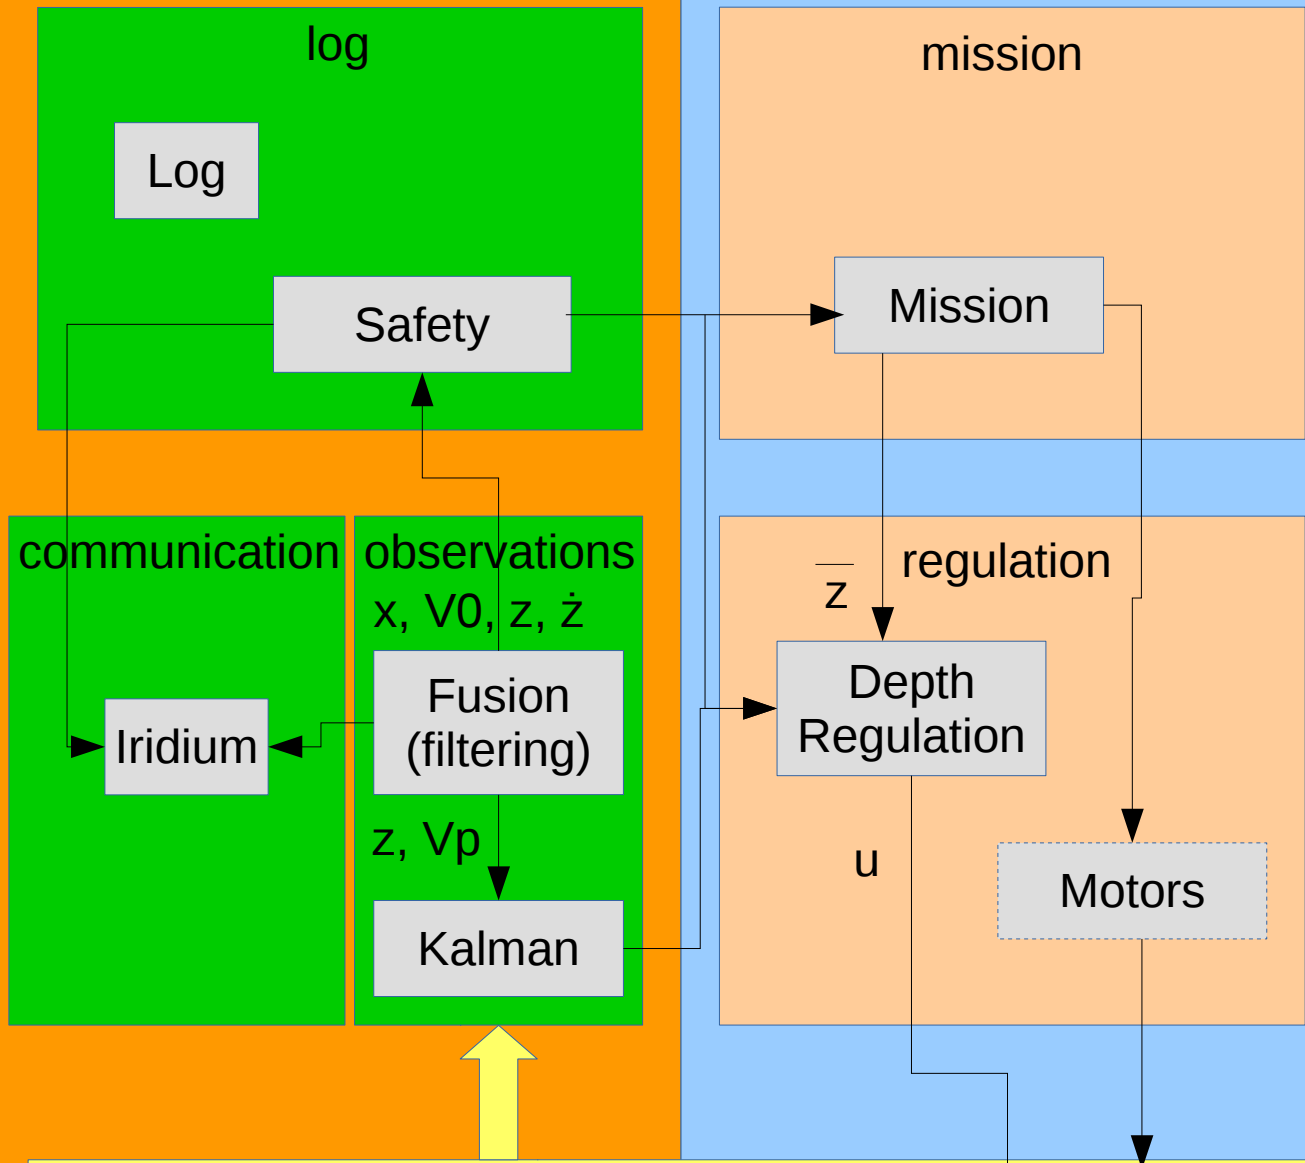 log
Log
Safety
mission
Mission
communication
Iridium
observations
x, V0, z, ż
Fusion
(filtering)
z, Vp
Kalman
regulation
z̅
Depth
Regulation
u
Motors